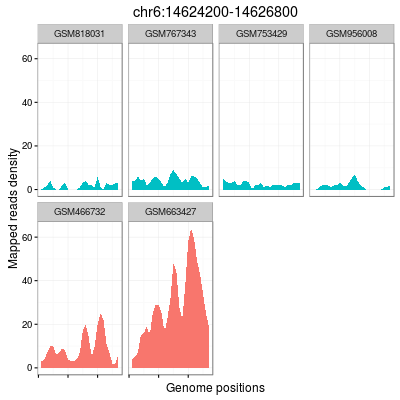 chr6:14624200-14626800
GSM818031 GSM767343 GSM753429 GSM956008
60
40
20
0
Mapped reads density
GSM466732 GSM663427
60
40
20
0
Genome positions